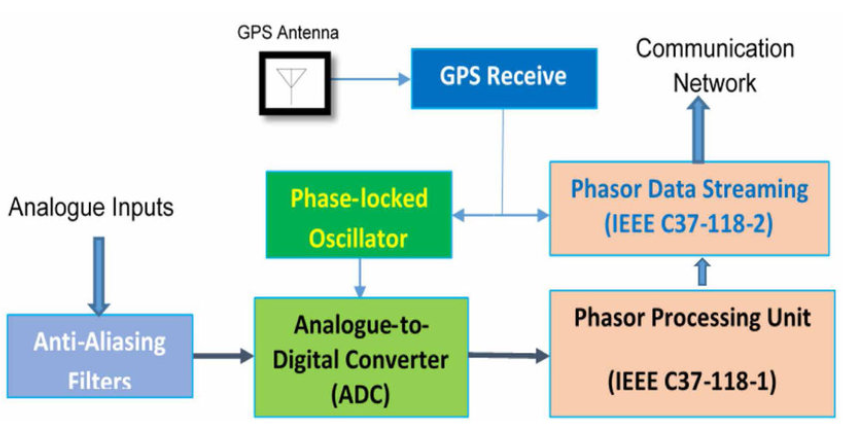 GPS Antenna
GPS Receive
Communication
Network
Analogue Inputs
Phase-locked
Oscillator
Phasor Data Streaming
(IEEE C37-118-2)
Anti-Aliasing
Filters
Analogue-to-
Digital Converter
(ADC)
Phasor Processing Unit
(IEEE C37-118-1)